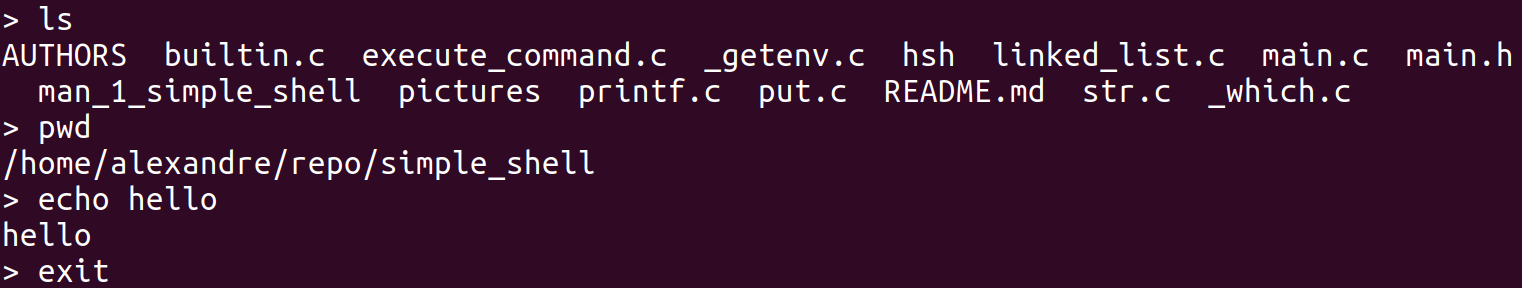 > ls
AUTHORS  builtin.c  execute_command.c  _getenv.c  hsh  linked_list.c  main.c  main.h
  man_1_simple_shell  pictures  printf.c  put.c  README.md  str.c  _which.c
> pwd
/home/alexandre/repo/simple_shell
> echo hello
hello
> exit